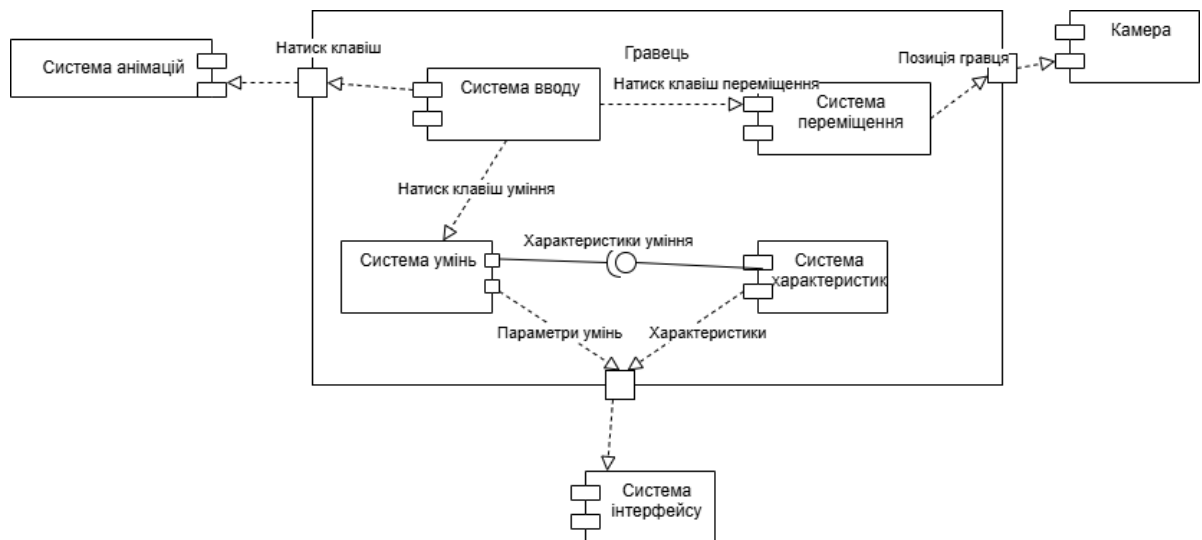 Камера
Натиск клавіш
Гравець
Позиція гравця
Система анімацій
Система вводу
Натиск клавіш переміщення
Система
переміщення
Натиск клавіш уміння
Характеристики уміння
Система умінь
Система
характеристик
Параметри умінь
Характеристики
Система
інтерфейсу